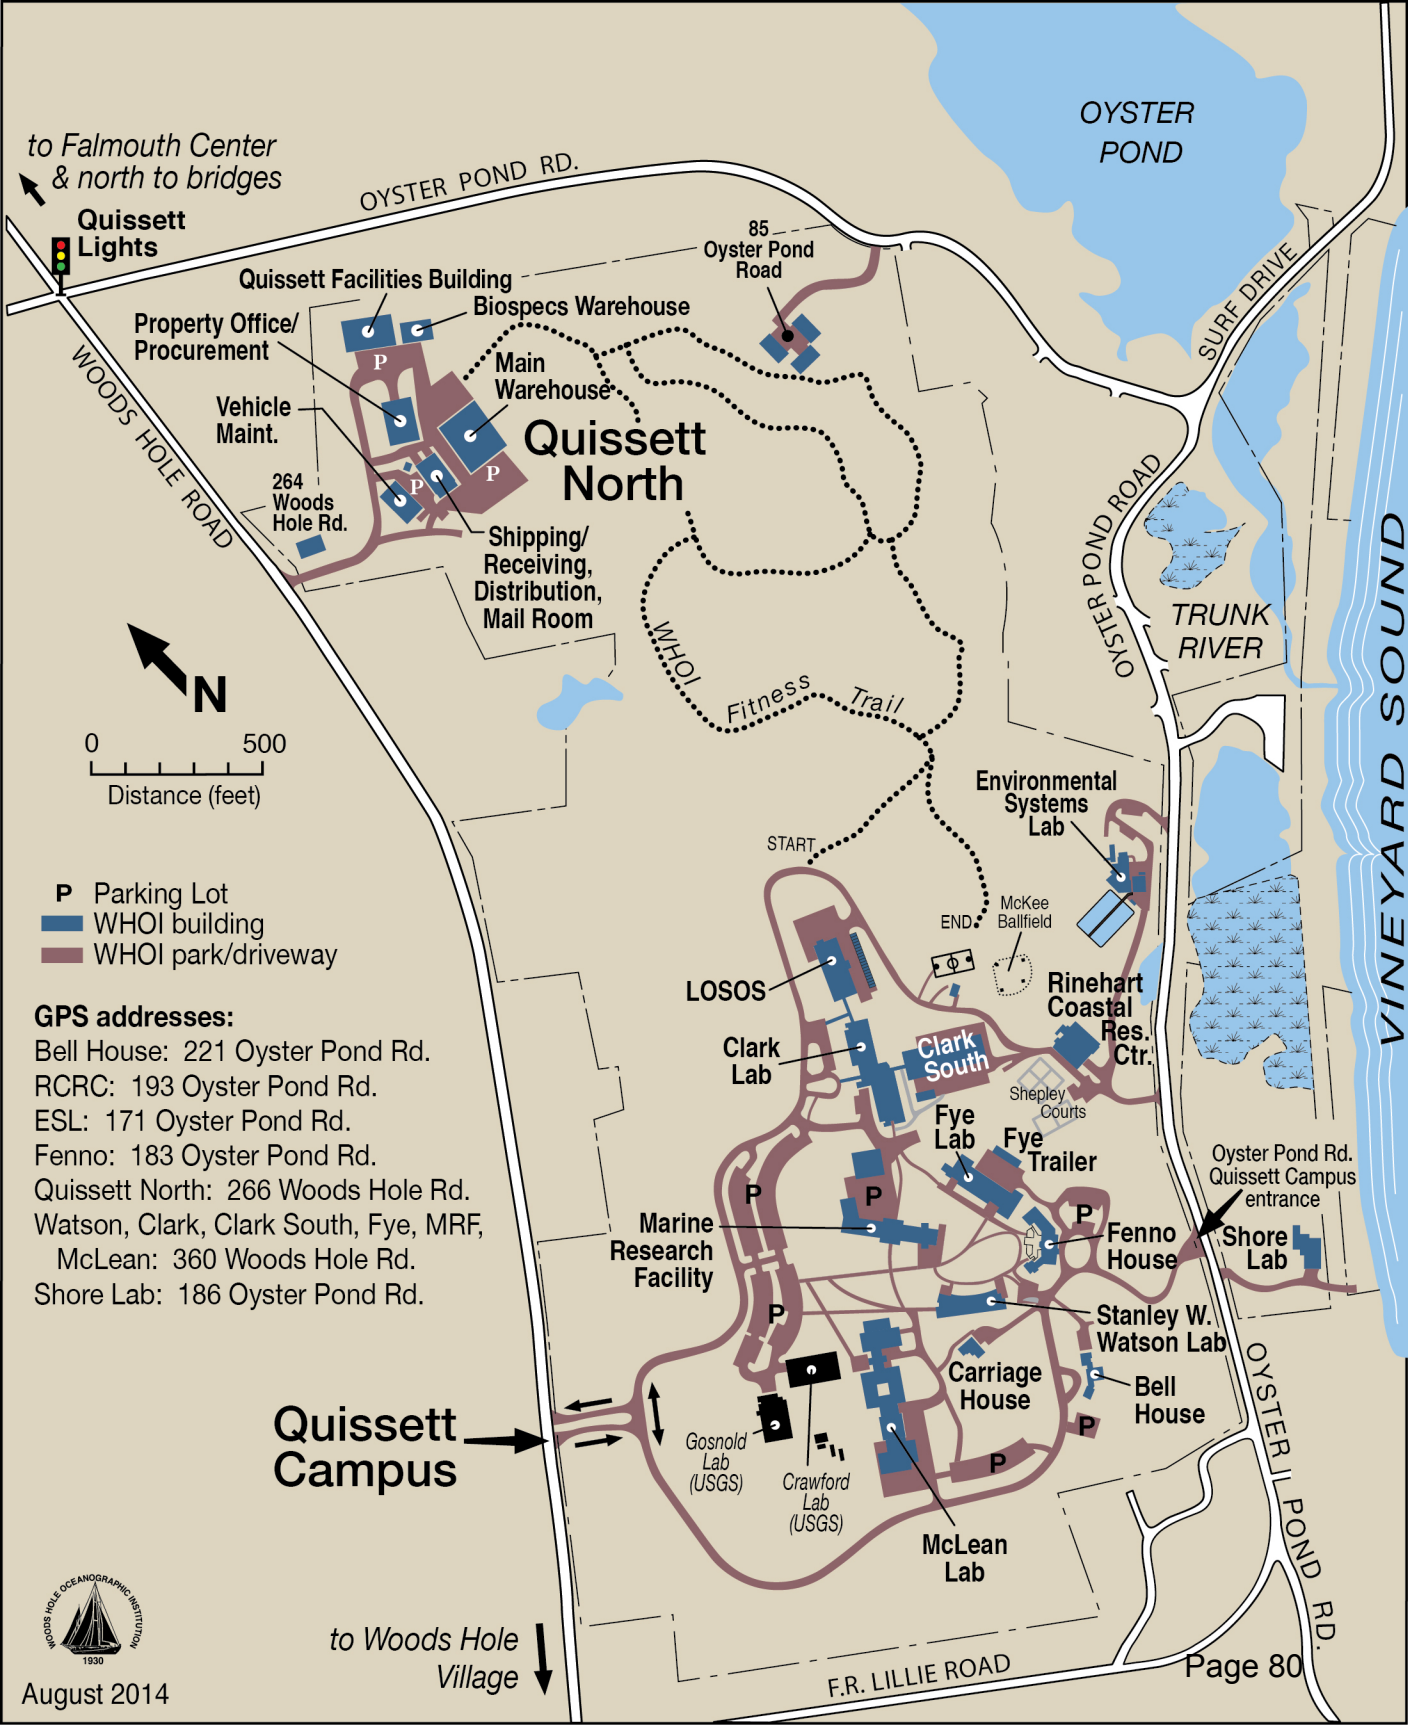 OYSTER
POND
to Falmouth Center
& north to bridges
OYSTER POND RD.
Quissett
Lights
85
Oyster Pond
Road
SURF DRIVE
Quissett Facilities Building
Biospecs Warehouse
Property Office/
Procurement
P
Main
Warehouse
WOODS HOLE ROAD
Vehicle
Maint.
Quissett
North
P
P
264
Woods
Hole Rd.
Shipping/
Receiving,
Distribution,
Mail Room
OYSTER POND ROAD
TRUNK
RIVER
VINEYARD SOUND
WHOI
Fitness
Trail
N
0 500
Distance (feet)
Environmental
Systems
Lab
START
P Parking Lot
WHOI building
WHOI park/driveway
END
McKee
Ballfield
LOSOS
Rinehart
Coastal
Res.
Ctr.
GPS addresses:
Bell House: 221 Oyster Pond Rd.
RCRC: 193 Oyster Pond Rd.
ESL: 171 Oyster Pond Rd.
Fenno: 183 Oyster Pond Rd.
Quissett North: 266 Woods Hole Rd.
Watson, Clark, Clark South, Fye, MRF,
McLean: 360 Woods Hole Rd.
Shore Lab: 186 Oyster Pond Rd.
Clark
Lab
Clark
South
Shepley
Courts
Fye
Lab
Fye
Trailer
Oyster Pond Rd.
Quissett Campus
entrance
P
P
P
Marine
Research
Facility
Fenno
House
Shore
Lab
P
Stanley W.
Watson Lab
Carriage
House
Bell
House
P
P
Quissett
Campus
Gosnold
Lab
(USGS)
Crawford
Lab
(USGS)
McLean
Lab
OYSTER POND RD.
WOODS HOLE OCEANOGRAPHIC INSTITUTION
1930
to Woods Hole
Village
F.R. LILLIE ROAD
Page 80
August 2014